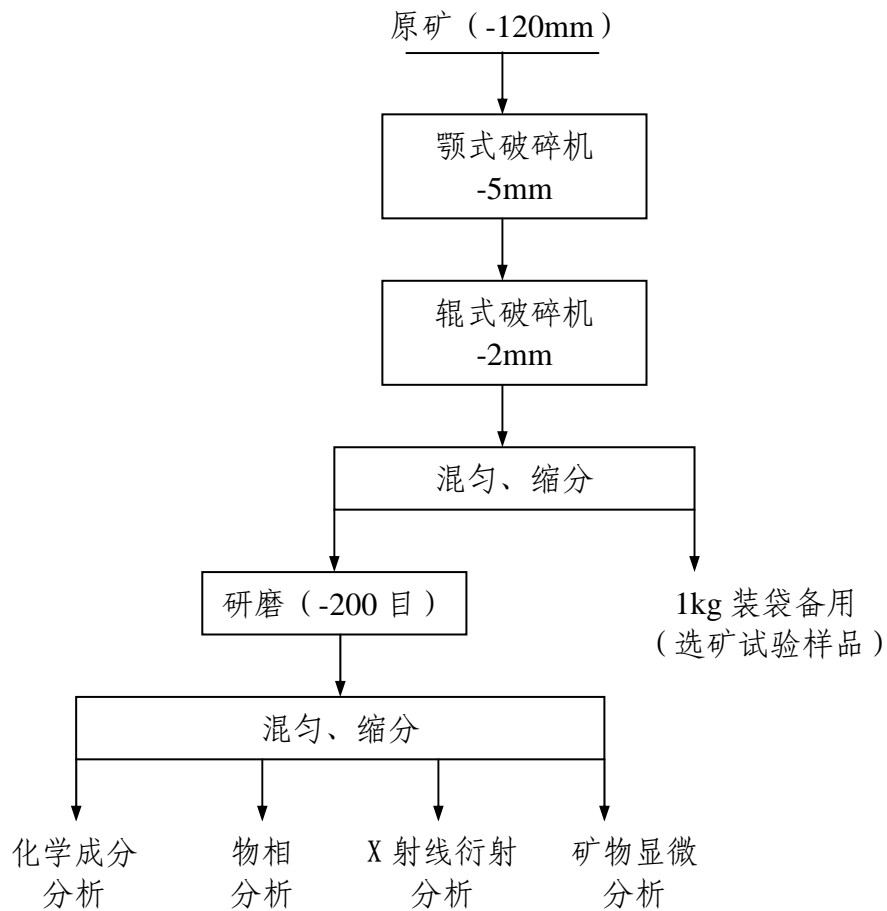 原矿（-120mm）
颚式破碎机
-5mm
辊式破碎机
-2mm
混匀、缩分
研磨（-200 目）
1kg 装袋备用
（选矿试验样品）
混匀、缩分
化学成分
分析
物相
分析
X 射线衍射
分析
矿物显微
分析